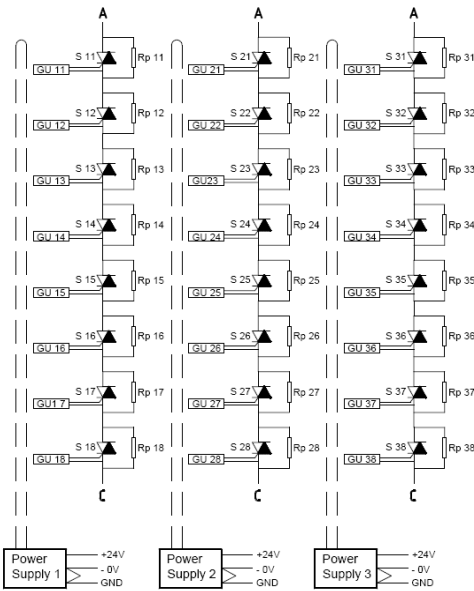 A A A
S 11 Rp 11 S 21 Rp 21 S 31 Rp 31
GU 11 GU 21 GU 31
S 12 Rp 12 S 22 Rp 22 S 32 Rp 32
GU 12 GU 22 GU 32
S 13 Rp 13 S 23 Rp 23 S 33 Rp 33
GU 13 GU23 GU 33
S 14 Rp 14 S 24 Rp 24 S 34 Rp 34
GU 14 GU 24 GU 34
S 15 Rp 15 S 25 Rp 25 S 35 Rp 35
GU 15 GU 25 GU 35
S 16 Rp 16 S 26 Rp 26 S 36 Rp 36
GU 16 GU 26 GU 36
S 17 Rp 17 S 27 Rp 27 S 37 Rp 37
GU1 7 GU 27 GU 37
S 18 Rp 18 S 28 Rp 28 S 38 Rp 38
GU 18 GU 28 GU 38
C C C
Power Supply 1 +24V - 0V GND
Power Supply 2 +24V - 0V GND
Power Supply 3 +24V - 0V GND